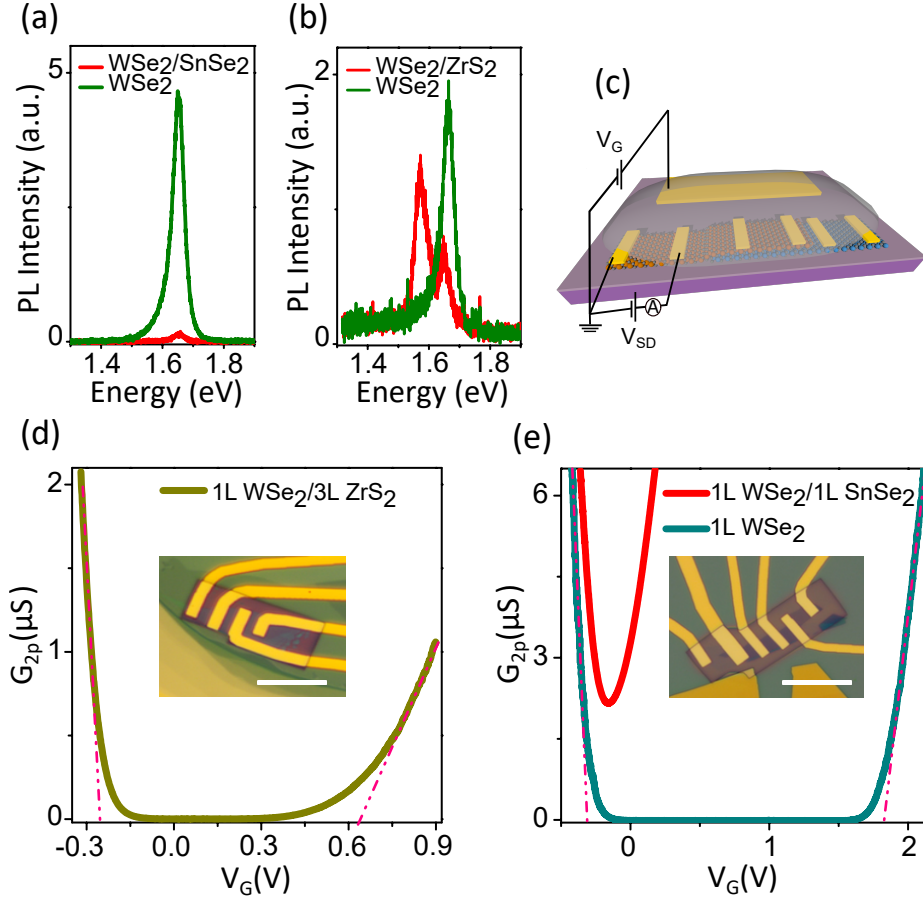 (a)
WSe2/SnSe2
WSe2
5
0
PL Intensity (a.u.)
1.4
1.6
1.8
Energy (eV)
(b)
WSe2/ZrS2
WSe2
2
0
PL Intensity (a.u.)
1.4
1.6
1.8
Energy (eV)
(c)
VG
A
VSD
(d)
1L WSe2/3L ZrS2
2
1
0
G2p(μS)
-0.3
0.0
0.3
0.6
0.9
VG(V)
(e)
1L WSe2/1L SnSe2
1L WSe2
6
3
0
G2p(μS)
0
1
2
VG(V)